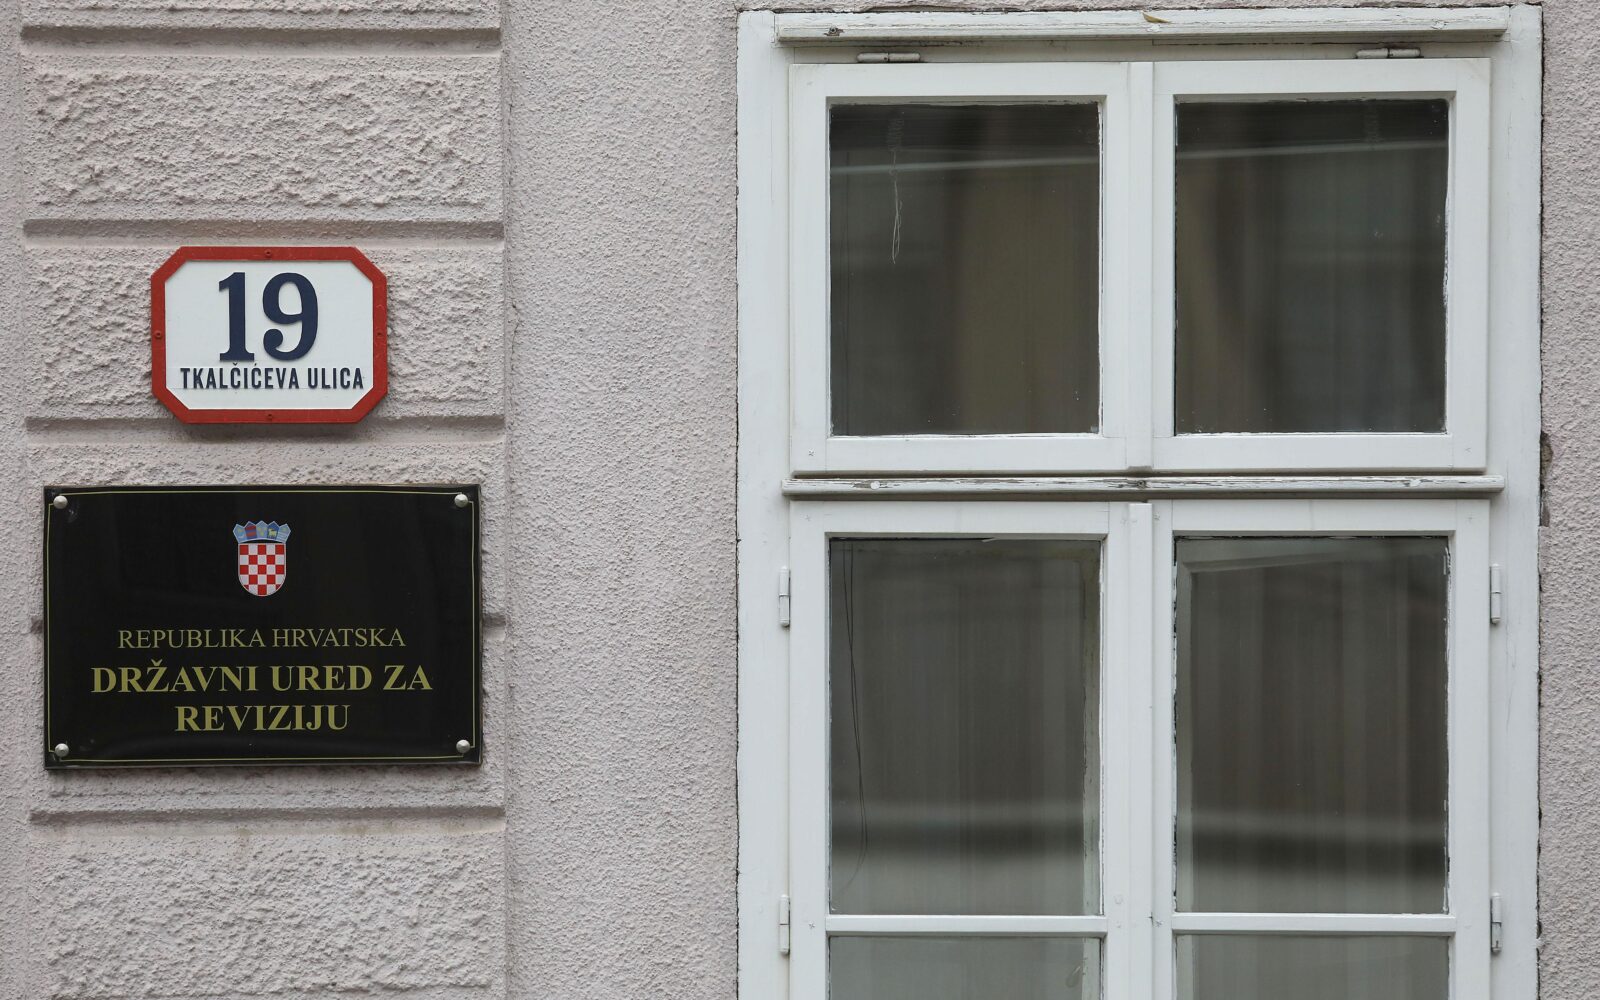 19
TKALČIĆEVA ULICA
REPUBLIKA HRVATSKA
DRŽAVNI URED ZA
REVIZIJU